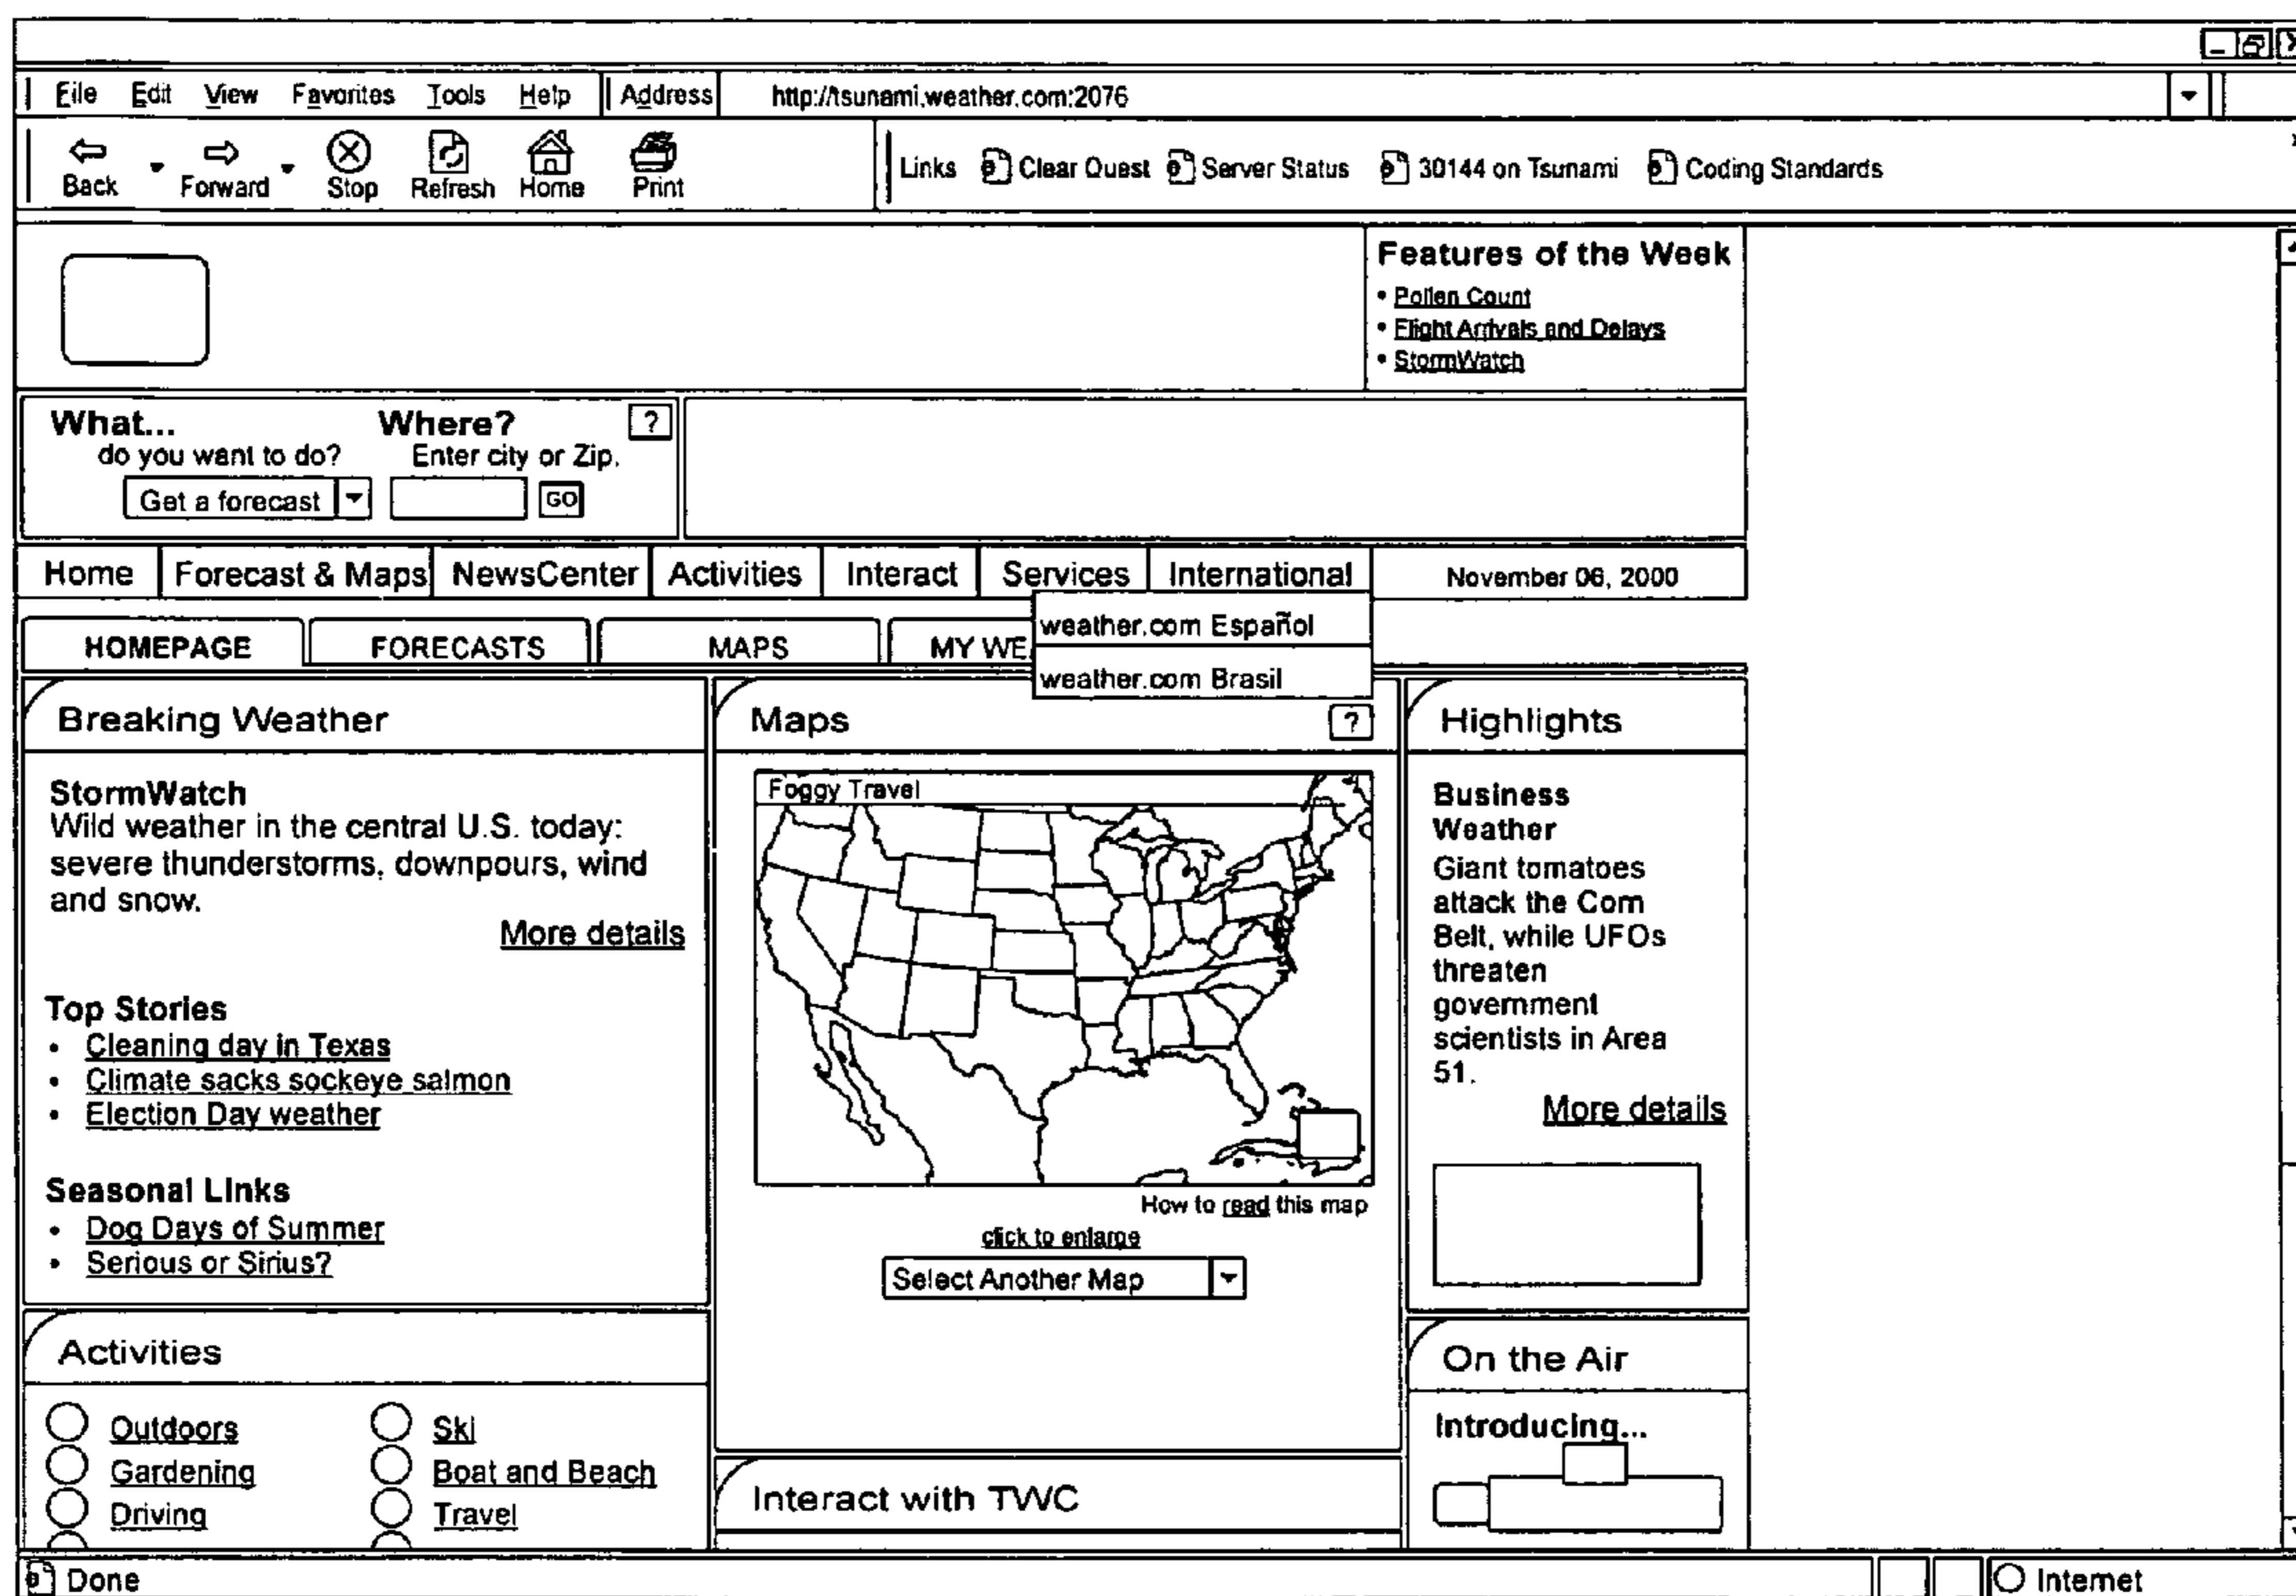 File Edit View Favorites Tools Help Address http://tsunami.weather.com:2076
Back Forward Stop Refresh Home Print Links Clear Quest Server Status 30144 on Tsunami Coding Standards
Features of the Week
• Pollen Count
• Flight Arrivals and Delays
• StormWatch
What... Where? ?
do you want to do? Enter city or Zip.
Get a forecast GO
Home Forecast & Maps NewsCenter Activities Interact Services International November 06, 2000
weather.com Español
weather.com Brasil
HOMEPAGE FORECASTS MAPS MY WE
Breaking Weather
StormWatch
Wild weather in the central U.S. today:
severe thunderstorms, downpours, wind
and snow.
More details
Top Stories
• Cleaning day in Texas
• Climate sacks sockeye salmon
• Election Day weather
Seasonal Links
• Dog Days of Summer
• Serious or Sirius?
Activities
Outdoors Ski
Gardening Boat and Beach
Driving Travel
Maps ?
Foggy Travel
How to read this map
click to enlarge
Select Another Map
Interact with TWC
Highlights
Business
Weather
Giant tomatoes
attack the Corn
Belt, while UFOs
threaten
government
scientists in Area
51.
More details
On the Air
Introducing...
Done Internet